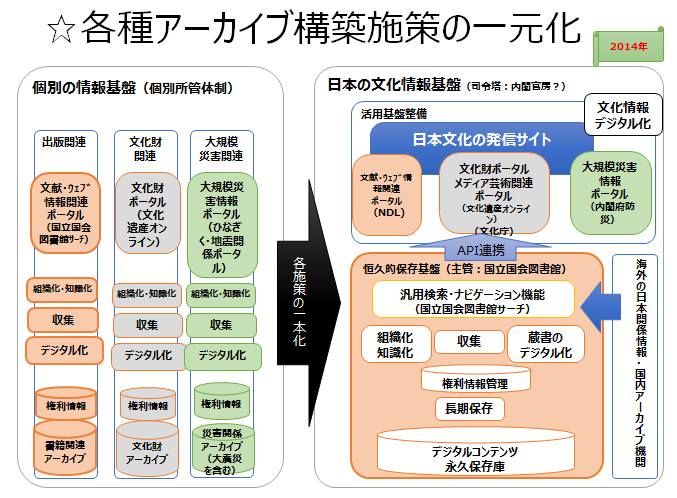 ☆各種アーカイブ構築施策の一元化
2014年
個別の情報基盤（個別所管体制）
出版関連
文化財
関連
大規模
災害関連
文献・ウェブ
情報関連
ポータル
（国立国会
図書館サーチ）
文化財
ポータル
（文化
遺産オン
ライン）
大規模災
害情報
ポータル
（ひなぎ
く・地震関
係ポータ
ル）
組織化・知識化
組織化・知識化
組織化・知識化
収集
収集
収集
デジタル化
デジタル化
デジタル化
権利情報
権利情報
権利情報
書籍関連
アーカイブ
文化財
アーカイブ
災害関係
アーカイブ
（大震災
を含む）
各施策の一本化
日本の文化情報基盤（司令塔：内閣官房？）
活用基盤整備
文化情報
デジタル化
日本文化の発信サイト
文献・ウェブ情
報関連
ポータル
（NDL）
文化財ポータル
メディア芸術関連
ポータル
（文化遺産オンライ
ン）
（文化庁）
大規模災害
情報
ポータル
（内閣府防
災）
API連携
恒久的保存基盤（主管：国立国会図書館）
汎用検索・ナビゲーション機能
（国立国会図書館サーチ）
組織化
知識化
収集
蔵書の
デジタル化
権利情報管理
長期保存
デジタルコンテンツ
永久保存庫
海外の日本関係情報・国内アーカイブ機関